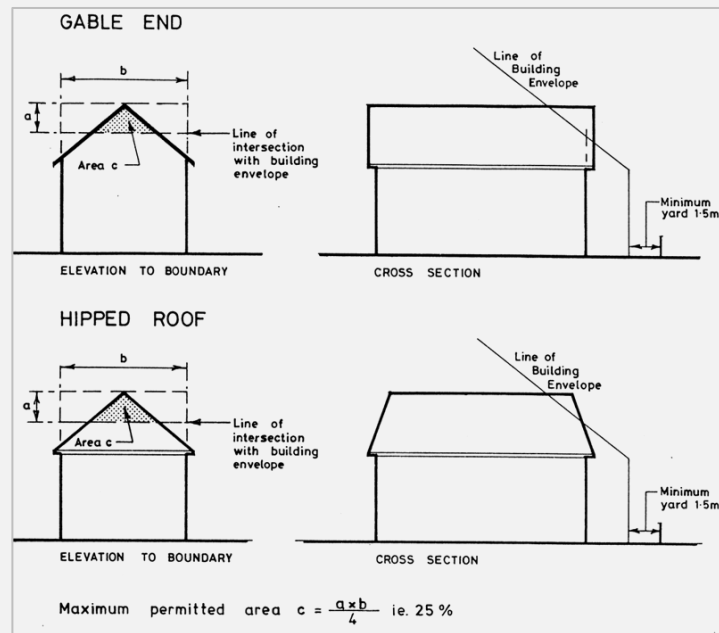 GABLE END
b
a
Area c
Line of
intersection
with building
envelope
ELEVATION TO BOUNDARY
Line of
Building
Envelope
Minimum
yard 1·5m
CROSS SECTION
HIPPED ROOF
b
a
Area c
Line of
intersection
with building
envelope
ELEVATION TO BOUNDARY
Line of
Building
Envelope
Minimum
yard 1·5m
CROSS SECTION
Maximum permitted area c = a×b/4 ie. 25 %